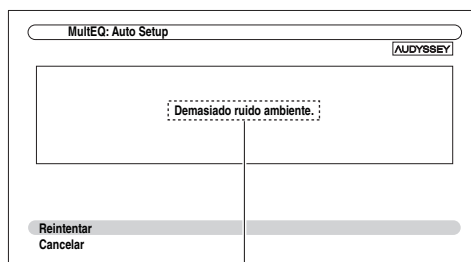 MultEQ: Auto Setup
AUDYSSEY
Demasiado ruido ambiente.
Reintentar
Cancelar